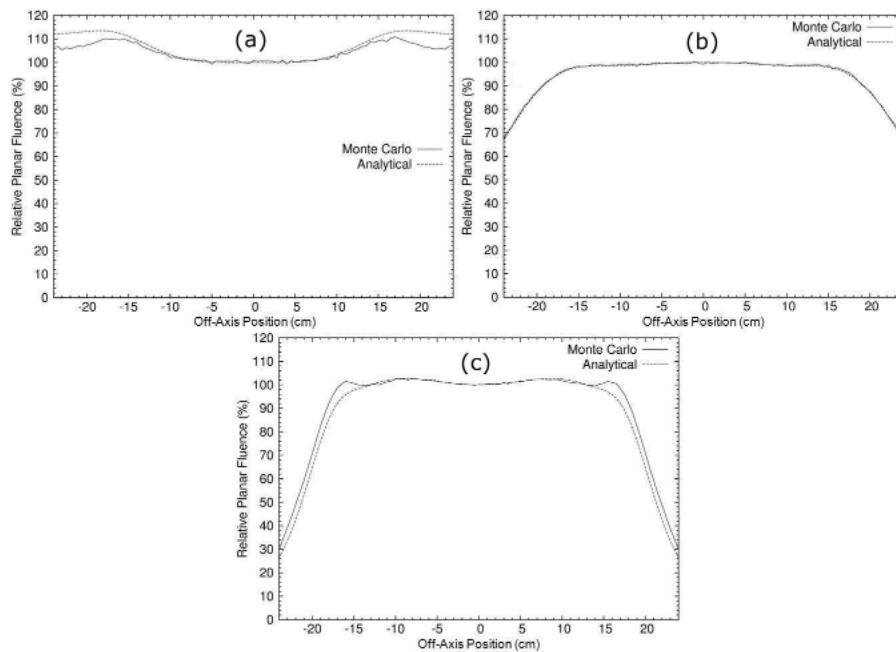 120
110
100
90
80
70
60
50
40
30
20
10
0
Relative Planar Fluence (%)
(a)
Monte Carlo
Analytical
-20 -15 -10 -5 0 5 10 15 20
Off-Axis Position (cm)
120
110
100
90
80
70
60
50
40
30
20
10
0
Relative Planar Fluence (%)
(b)
Monte Carlo
Analytical
-20 -15 -10 -5 0 5 10 15 20
Off-Axis Position (cm)
120
110
100
90
80
70
60
50
40
30
20
10
0
Relative Planar Fluence (%)
(c)
Monte Carlo
Analytical
-20 -15 -10 -5 0 5 10 15 20
Off-Axis Position (cm)